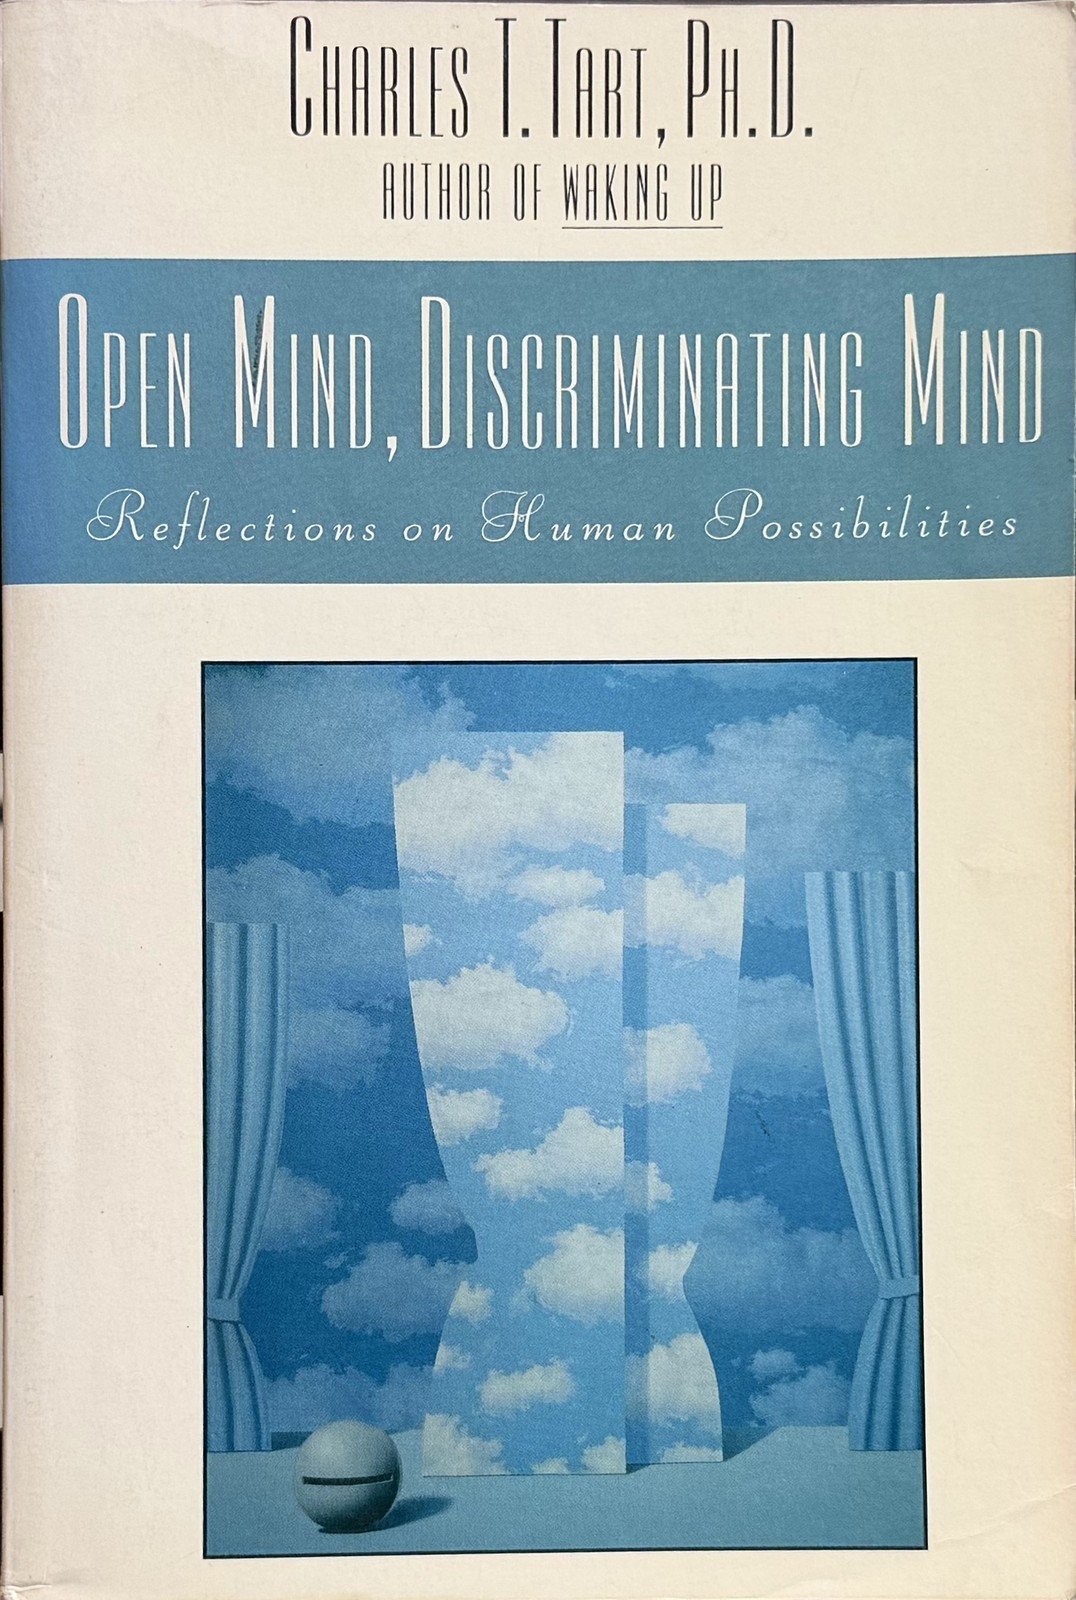 CHARLES T. TART, PH.D.
AUTHOR OF WAKING UP
OPEN MIND, DISCRIMINATING MIND
Reflections on Human Possibilities